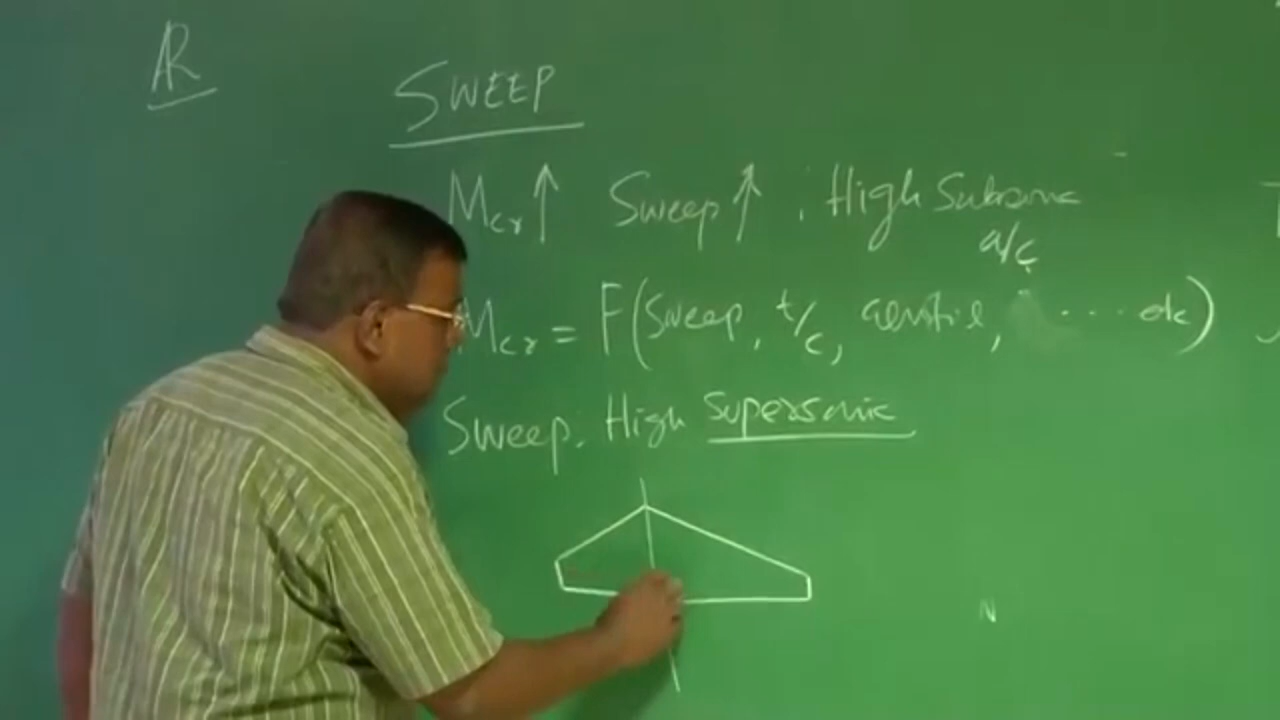 AR
SWEEP
Mcr↑ Sweep↑, High Subsonic
a/c
Mcr = F(Sweep, t/c, ..... etc)
Sweep. High Supersonic
N